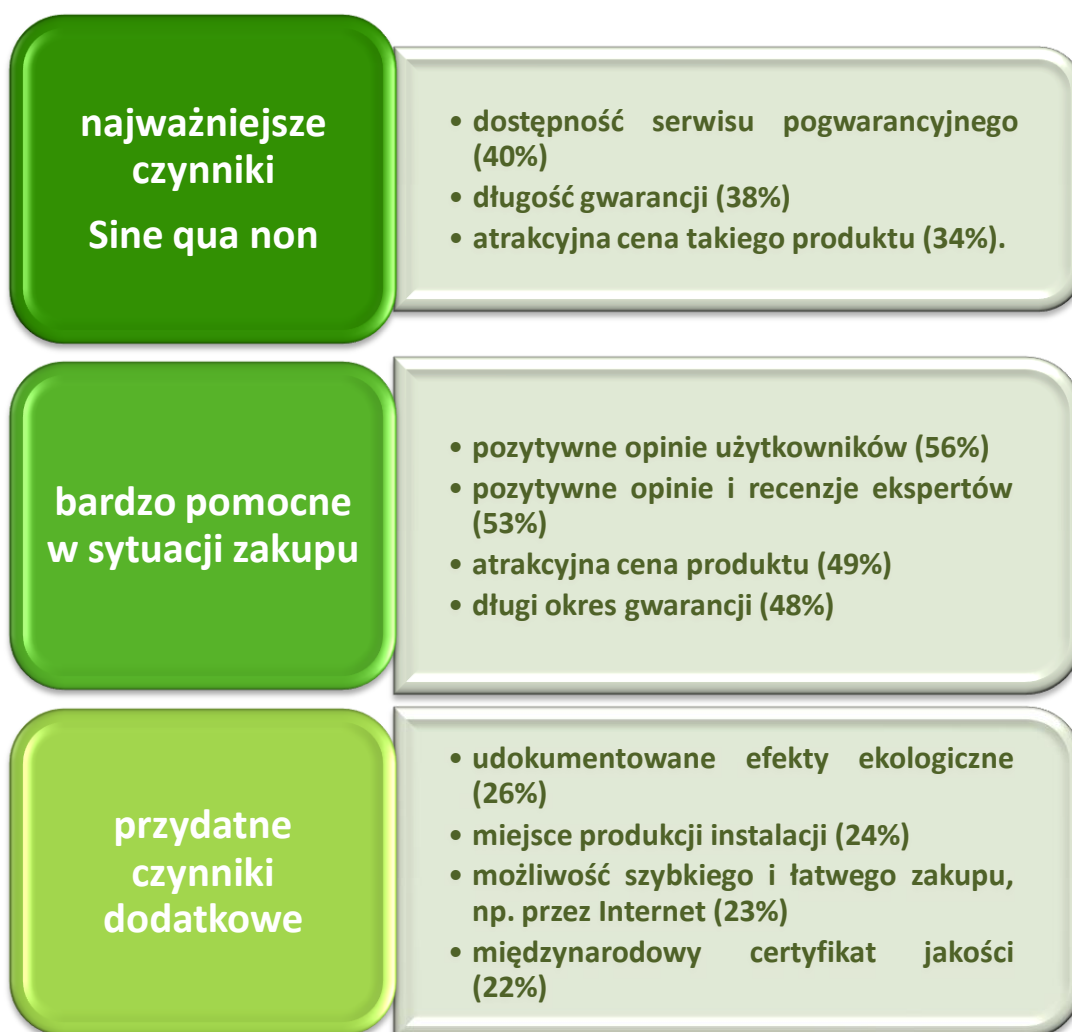 najważniejsze
czynniki
Sine qua non
• dostępność serwisu pogwarancyjnego
(40%)
• długość gwarancji (38%)
• atrakcyjna cena takiego produktu (34%).
bardzo pomocne
w sytuacji zakupu
• pozytywne opinie użytkowników (56%)
• pozytywne opinie i recenzje ekspertów
(53%)
• atrakcyjna cena produktu (49%)
• długi okres gwarancji (48%)
przydatne
czynniki
dodatkowe
• udokumentowane efekty ekologiczne
(26%)
• miejsce produkcji instalacji (24%)
• możliwość szybkiego i łatwego zakupu,
np. przez Internet (23%)
• międzynarodowy certyfikat jakości
(22%)